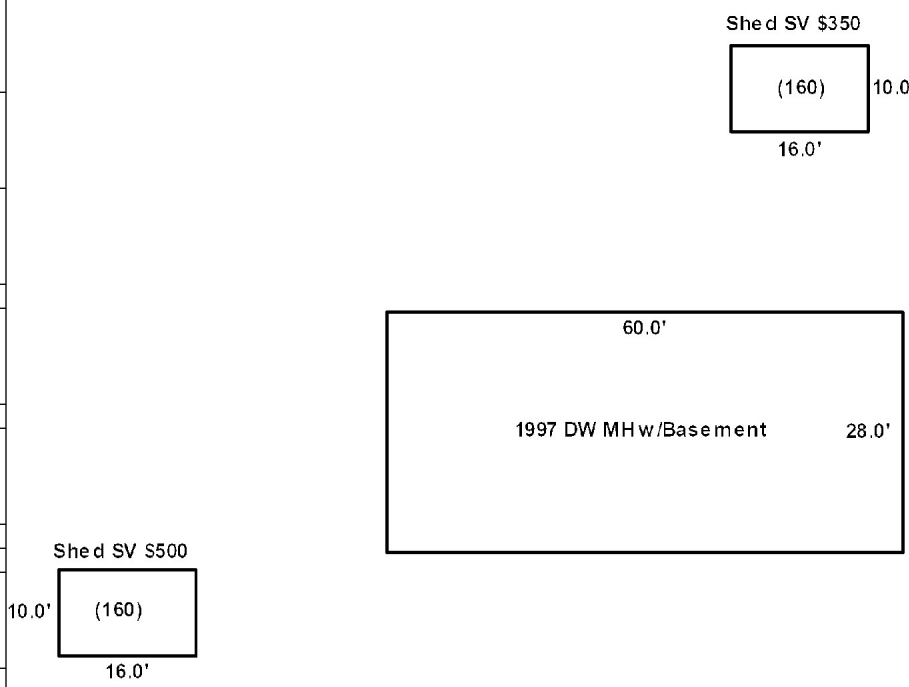 Shed SV $350
(160)
10.0
16.0'
60.0'
1997 DW MH w/Basement
28.0'
Shed SV $500
10.0'
(160)
16.0'